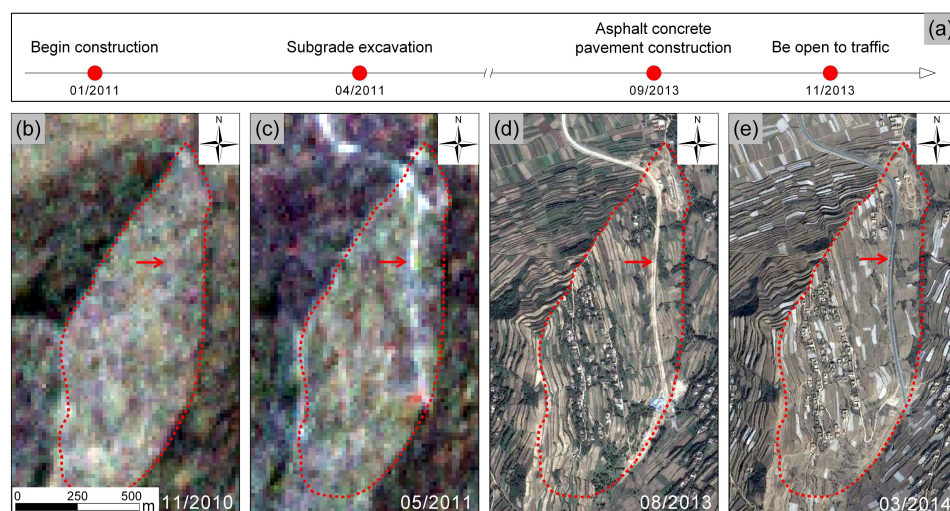 (a)
Begin construction
Subgrade excavation
Asphalt concrete
pavement construction
Be open to traffic
01/2011
04/2011
09/2013
11/2013
(b)
N
(c)
N
(d)
N
(e)
N
0 250 500
m
11/2010
05/2011
08/2013
03/2014